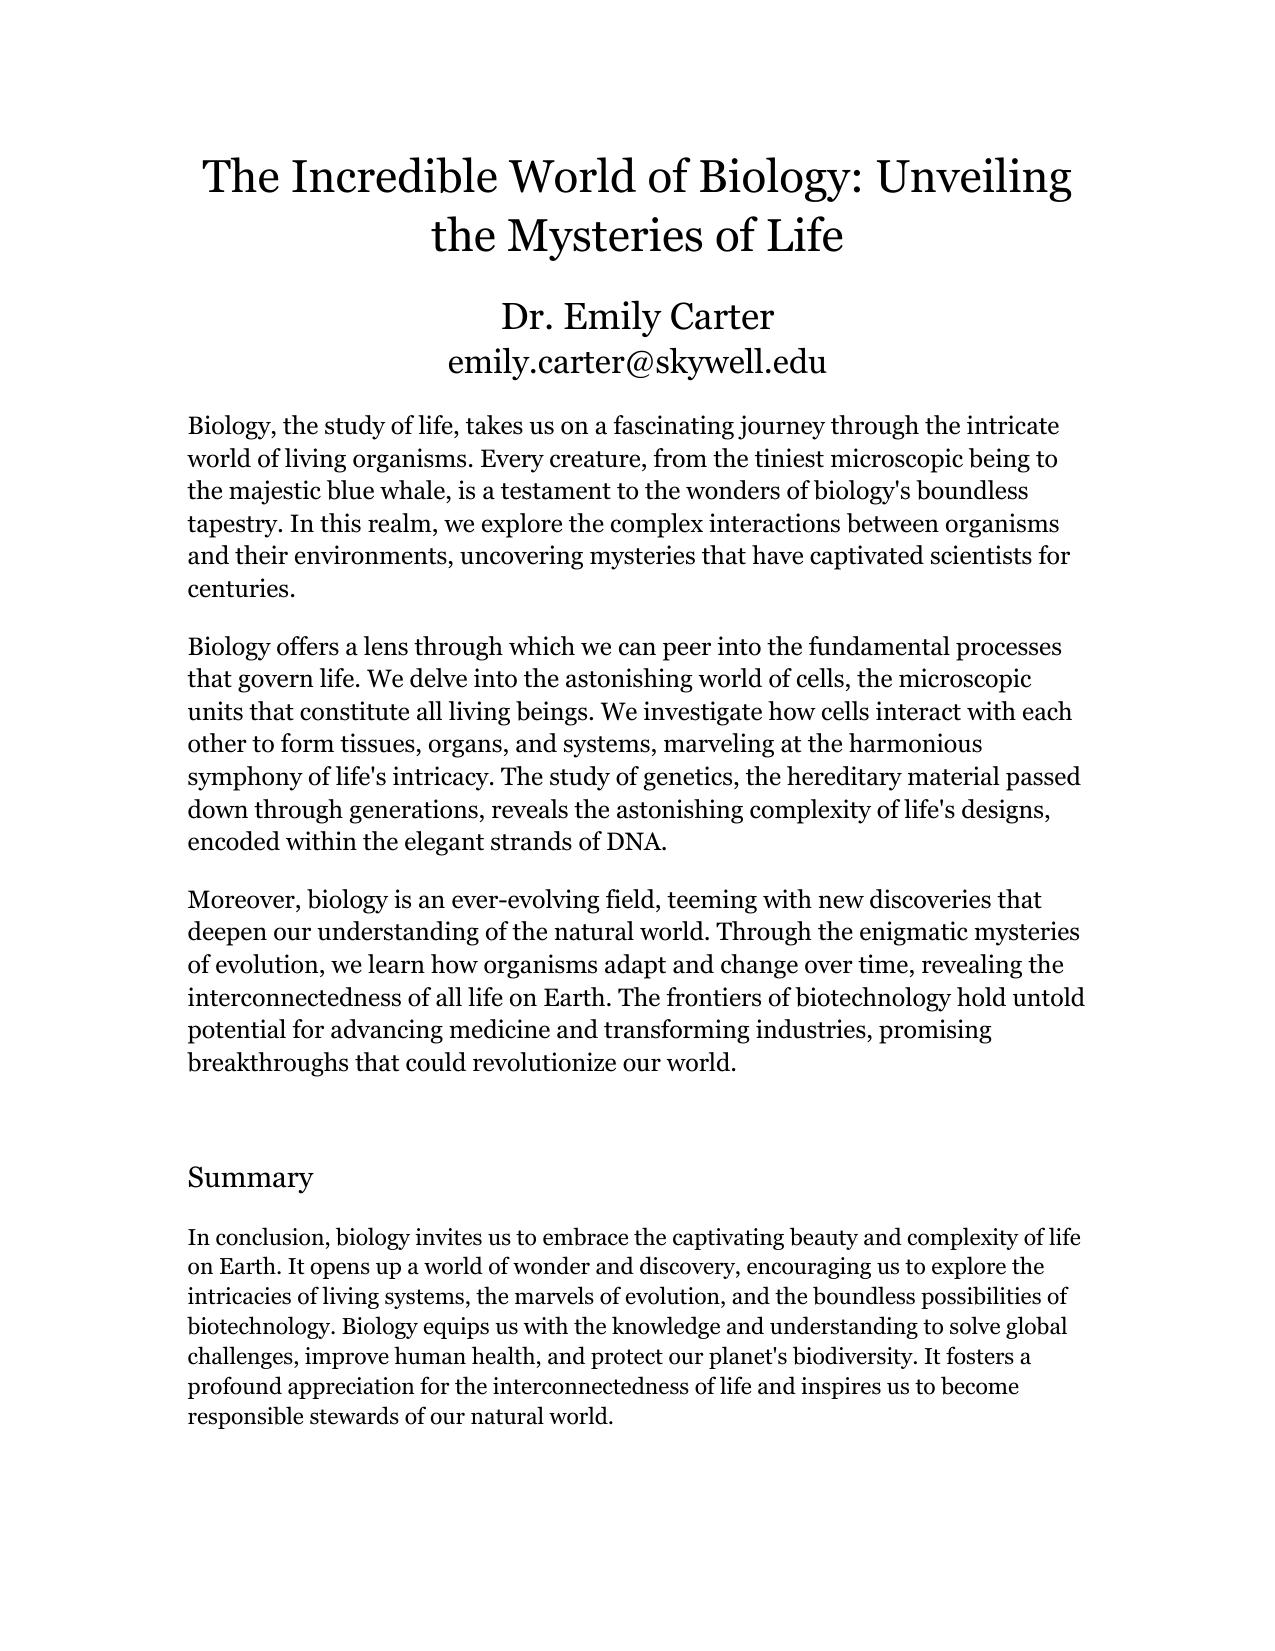 The Incredible World of Biology: Unveiling
the Mysteries of Life
Dr. Emily Carter
emily.carter@skywell.edu
Biology, the study of life, takes us on a fascinating journey through the intricate
world of living organisms. Every creature, from the tiniest microscopic being to
the majestic blue whale, is a testament to the wonders of biology's boundless
tapestry. In this realm, we explore the complex interactions between organisms
and their environments, uncovering mysteries that have captivated scientists for
centuries.
Biology offers a lens through which we can peer into the fundamental processes
that govern life. We delve into the astonishing world of cells, the microscopic
units that constitute all living beings. We investigate how cells interact with each
other to form tissues, organs, and systems, marveling at the harmonious
symphony of life's intricacy. The study of genetics, the hereditary material passed
down through generations, reveals the astonishing complexity of life's designs,
encoded within the elegant strands of DNA.
Moreover, biology is an ever-evolving field, teeming with new discoveries that
deepen our understanding of the natural world. Through the enigmatic mysteries
of evolution, we learn how organisms adapt and change over time, revealing the
interconnectedness of all life on Earth. The frontiers of biotechnology hold untold
potential for advancing medicine and transforming industries, promising
breakthroughs that could revolutionize our world.
Summary
In conclusion, biology invites us to embrace the captivating beauty and complexity of life
on Earth. It opens up a world of wonder and discovery, encouraging us to explore the
intricacies of living systems, the marvels of evolution, and the boundless possibilities of
biotechnology. Biology equips us with the knowledge and understanding to solve global
challenges, improve human health, and protect our planet's biodiversity. It fosters a
profound appreciation for the interconnectedness of life and inspires us to become
responsible stewards of our natural world.